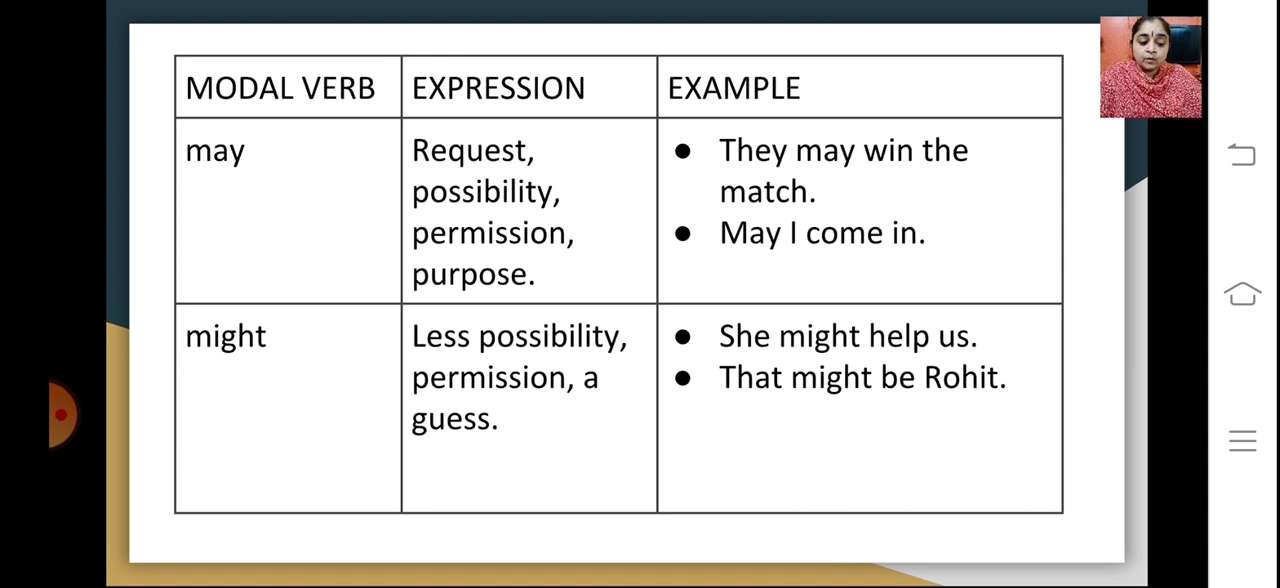 MODAL VERB EXPRESSION EXAMPLE
may
Request,
possibility,
permission,
purpose.
● They may win the
match.
● May I come in.
might
Less possibility,
permission, a
guess.
● She might help us.
● That might be Rohit.